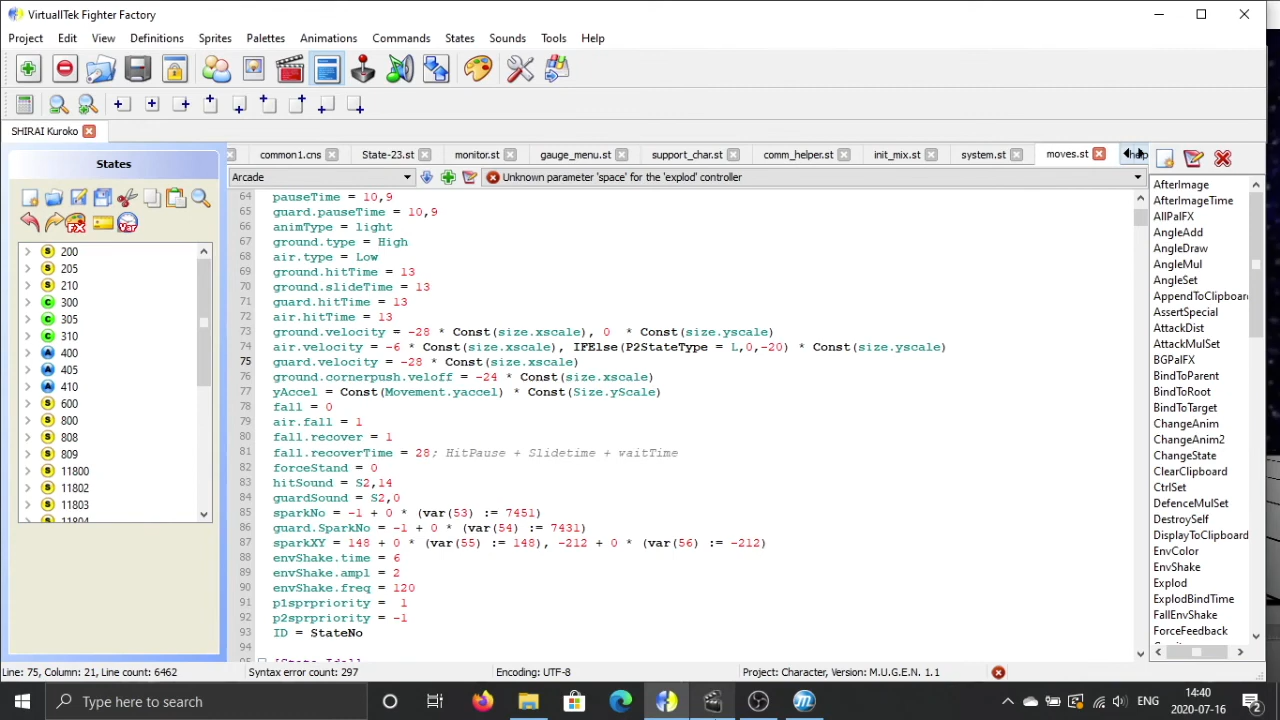 VirtuallTek Fighter Factory
Project Edit View Definitions Sprites Palettes Animations Commands States Sounds Tools Help
SHIRAI Kuroko
States
common1.cns State-23.st monitor.st gauge_menu.st support_char.st comm_helper.st init_mix.st system.st moves.st help
Arcade
Unknown parameter 'space' for the 'explod' controller
200
205
210
300
305
310
400
405
410
600
800
808
809
11800
11802
11803
11804
64 pauseTime = 10,9
65 guard.pauseTime = 10,9
66 animType = light
67 ground.type = High
68 air.type = Low
69 ground.hitTime = 13
70 ground.slideTime = 13
71 guard.hitTime = 13
72 air.hitTime = 13
73 ground.velocity = -28 * Const(size.xscale), 0  * Const(size.yscale)
74 air.velocity = -6 * Const(size.xscale), IFElse(P2StateType = L,0,-20) * Const(size.yscale)
75 guard.velocity = -28 * Const(size.xscale)
76 ground.cornerpush.veloff = -24 * Const(size.xscale)
77 yAccel = Const(Movement.yaccel) * Const(Size.yScale)
78 fall = 0
79 air.fall = 1
80 fall.recover = 1
81 fall.recoverTime = 28; HitPause + Slidetime + waitTime
82 forceStand = 0
83 hitSound = S2,14
84 guardSound = S2,0
85 sparkNo = -1 + 0 * (var(53) := 7451)
86 guard.SparkNo = -1 + 0 * (var(54) := 7431)
87 sparkXY = 148 + 0 * (var(55) := 148), -212 + 0 * (var(56) := -212)
88 envShake.time = 6
89 envShake.ampl = 2
90 envShake.freq = 120
91 p1sprpriority =  1
92 p2sprpriority = -1
93 ID = StateNo
94
AfterImage
AfterImageTime
AllPalFX
AngleAdd
AngleDraw
AngleMul
AngleSet
AppendToClipboar
AssertSpecial
AttackDist
AttackMulSet
BGPalFX
BindToParent
BindToRoot
BindToTarget
ChangeAnim
ChangeAnim2
ChangeState
ClearClipboard
CtrlSet
DefenceMulSet
DestroySelf
DisplayToClipboar
EnvColor
EnvShake
Explod
ExplodBindTime
FallEnvShake
ForceFeedback
Line: 75, Column: 21, Line count: 6462
Syntax error count: 297
Encoding: UTF-8
Project: Character, Version: M.U.G.E.N. 1.1
Type here to search
ENG
14:40
2020-07-16
2